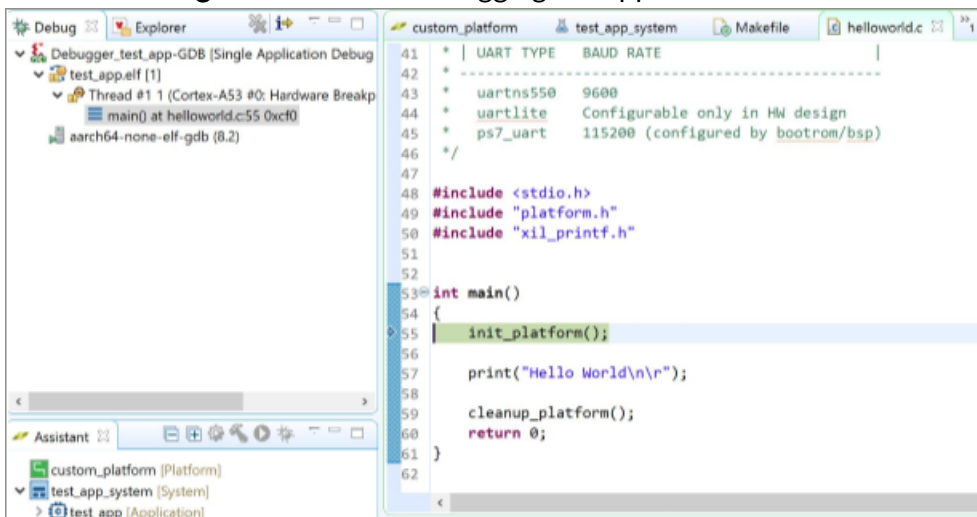 Debug
Explorer
Debugger_test_app-GDB [Single Application Debug
test_app.elf [1]
Thread #1 1 (Cortex-A53 #0: Hardware Breakp
main() at helloworld.c:55 0xcf0
aarch64-none-elf-gdb (8.2)
Assistant
custom_platform [Platform]
test_app_system [System]
test_app [Application]
custom_platform
test_app_system
Makefile
helloworld.c
41 * | UART TYPE BAUD RATE |
42 * ------------------------------------------------
43 * uartns550 9600
44 * uartlite Configurable only in HW design
45 * ps7_uart 115200 (configured by bootrom/bsp)
46 */
47
48 #include <stdio.h>
49 #include "platform.h"
50 #include "xil_printf.h"
51
52
53 int main()
54 {
55 init_platform();
56
57 print("Hello World\n\r");
58
59 cleanup_platform();
60 return 0;
61 }
62